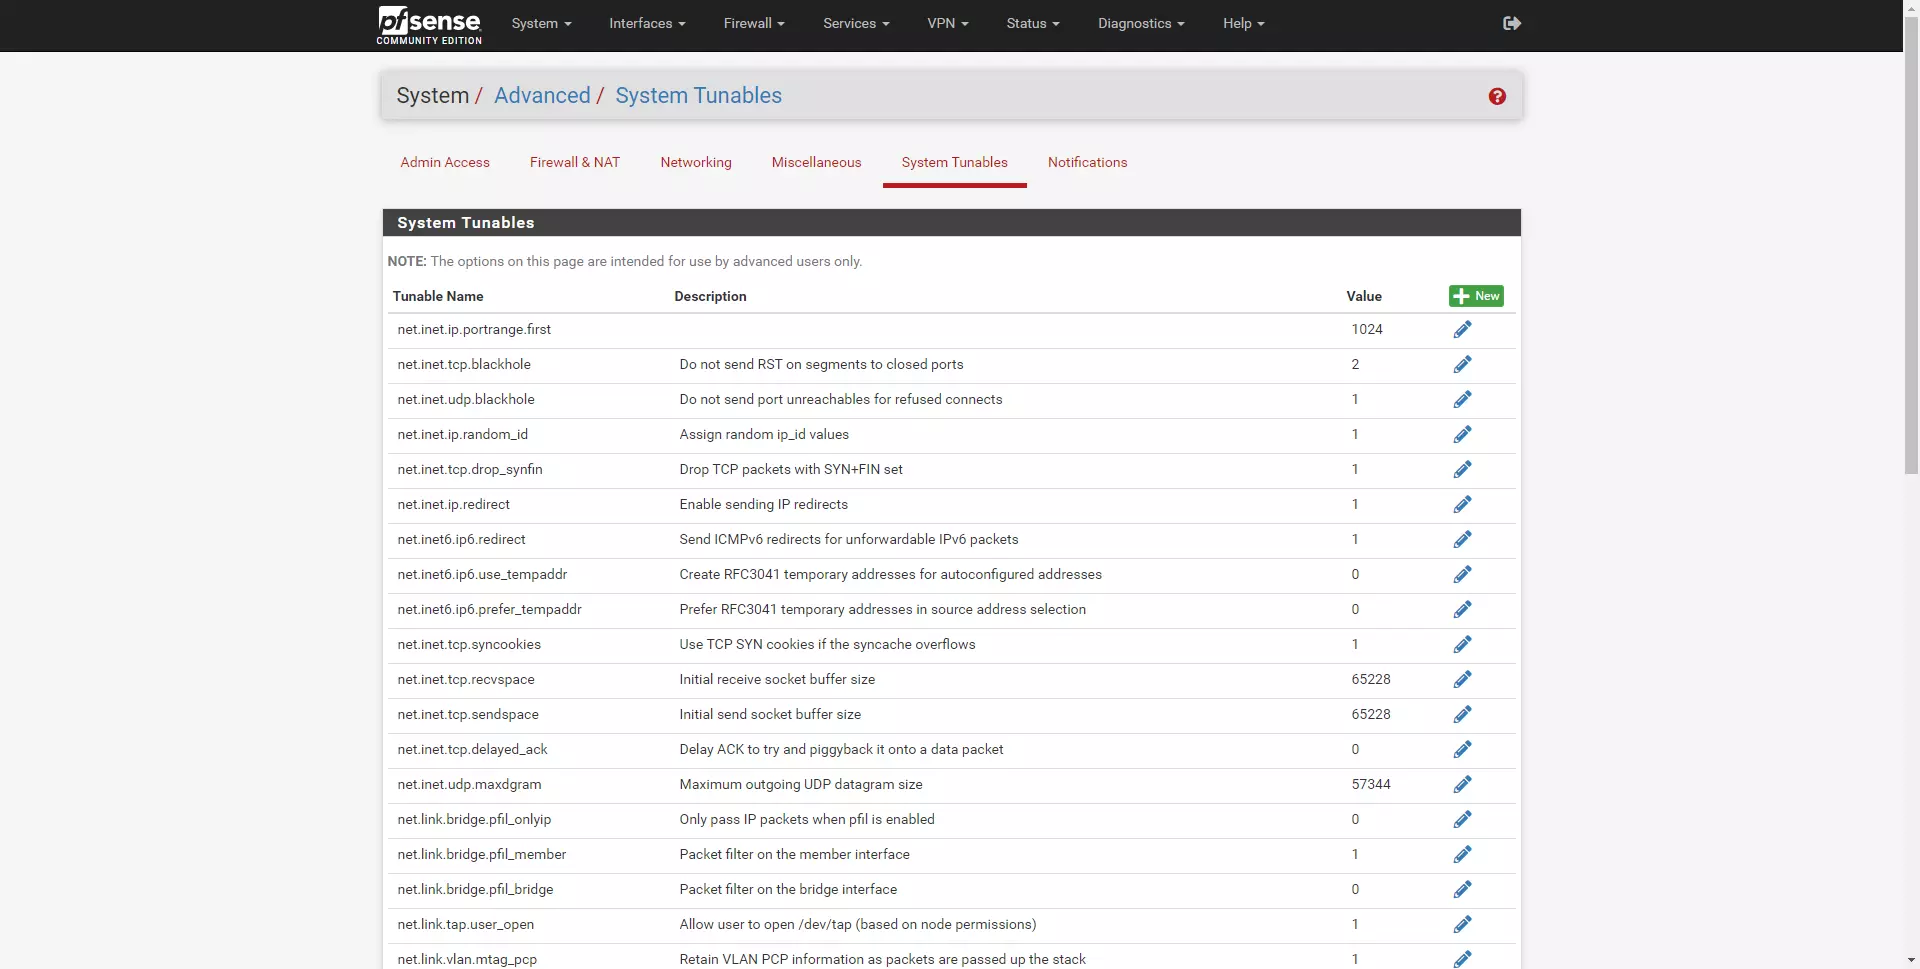 pfsense
COMMUNITY EDITION
System Interfaces Firewall Services VPN Status Diagnostics Help
System / Advanced / System Tunables
Admin Access Firewall & NAT Networking Miscellaneous System Tunables Notifications
System Tunables
NOTE: The options on this page are intended for use by advanced users only.
Tunable Name Description Value New
net.inet.ip.portrange.first 1024
net.inet.tcp.blackhole Do not send RST on segments to closed ports 2
net.inet.udp.blackhole Do not send port unreachables for refused connects 1
net.inet.ip.random_id Assign random ip_id values 1
net.inet.tcp.drop_synfin Drop TCP packets with SYN+FIN set 1
net.inet.ip.redirect Enable sending IP redirects 1
net.inet6.ip6.redirect Send ICMPv6 redirects for unforwardable IPv6 packets 1
net.inet6.ip6.use_tempaddr Create RFC3041 temporary addresses for autoconfigured addresses 0
net.inet6.ip6.prefer_tempaddr Prefer RFC3041 temporary addresses in source address selection 0
net.inet.tcp.syncookies Use TCP SYN cookies if the syncache overflows 1
net.inet.tcp.recvspace Initial receive socket buffer size 65228
net.inet.tcp.sendspace Initial send socket buffer size 65228
net.inet.tcp.delayed_ack Delay ACK to try and piggyback it onto a data packet 0
net.inet.udp.maxdgram Maximum outgoing UDP datagram size 57344
net.link.bridge.pfil_onlyip Only pass IP packets when pfil is enabled 0
net.link.bridge.pfil_member Packet filter on the member interface 1
net.link.bridge.pfil_bridge Packet filter on the bridge interface 0
net.link.tap.user_open Allow user to open /dev/tap (based on node permissions) 1
net.link.vlan.mtag_pcp Retain VLAN PCP information as packets are passed up the stack 1